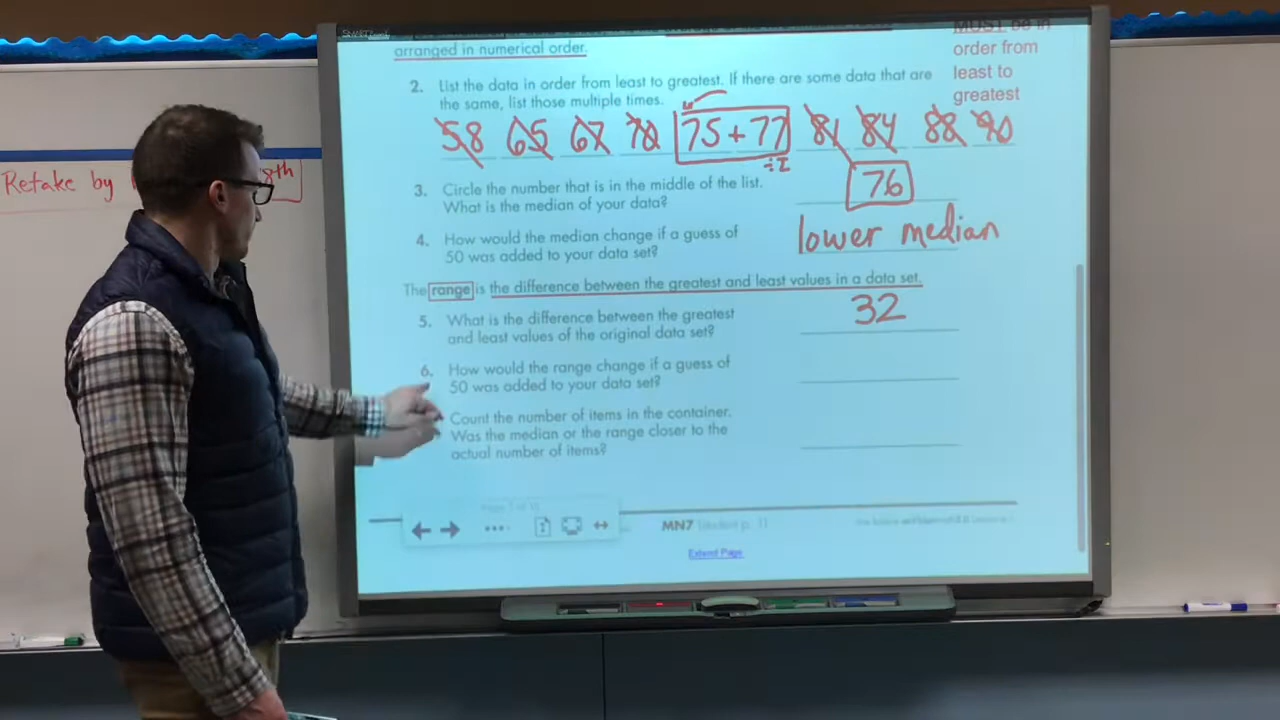 arranged in numerical order.
MUST be in
order from
least to
greatest
2. List the data in order from least to greatest. If there are some data that are
the same, list those multiple times.
58 65 67 70 75 + 77 81 84 88 90
÷2
3. Circle the number that is in the middle of the list.
What is the median of your data?
76
4. How would the median change if a guess of
50 was added to your data set?
lower median
The range is the difference between the greatest and least values in a data set.
5. What is the difference between the greatest
and least values of the original data set?
32
6. How would the range change if a guess of
50 was added to your data set?
Count the number of items in the container.
Was the median or the range closer to the
actual number of items?
MN7
Extend Page
Retake by